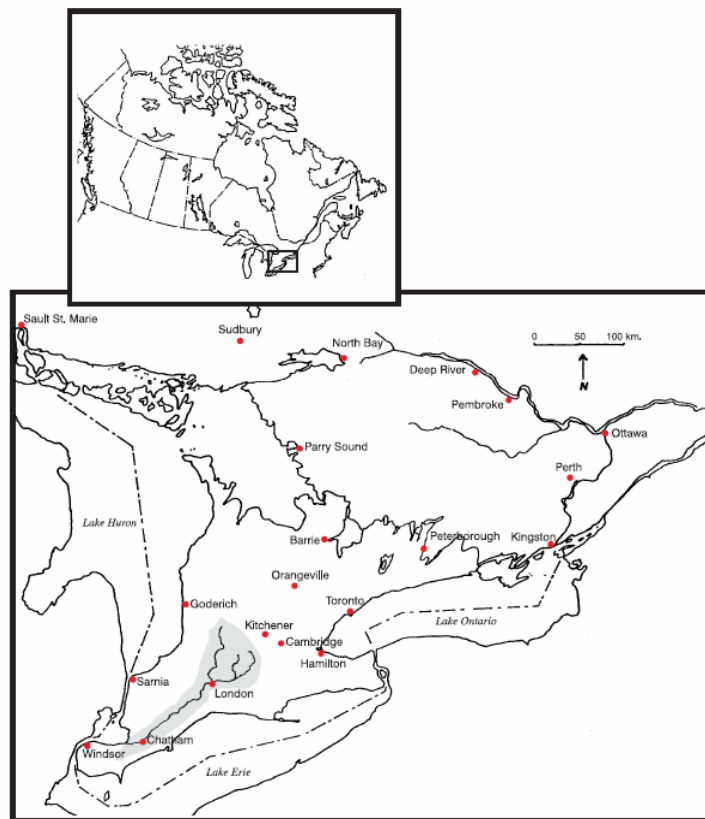 Sault St. Marie
Sudbury
North Bay
0 50 100 km.
N
Deep River
Pembroke
Ottawa
Parry Sound
Perth
Lake Huron
Barrie
Peterborough
Kingston
Orangeville
Goderich
Toronto
Lake Ontario
Kitchener
Cambridge
Hamilton
Sarnia
London
Chatham
Windsor
Lake Erie